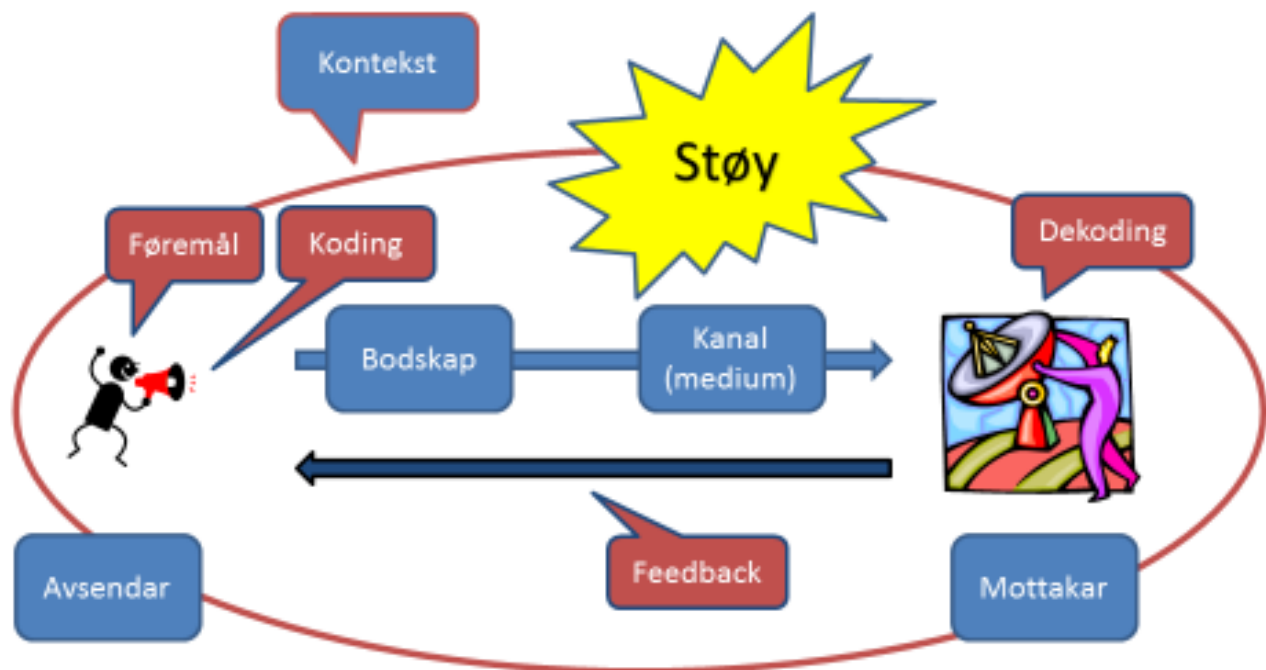 Kontekst
Støy
Føremål
Koding
Dekoding
Bodskap
Kanal
(medium)
Feedback
Avsendar
Mottakar